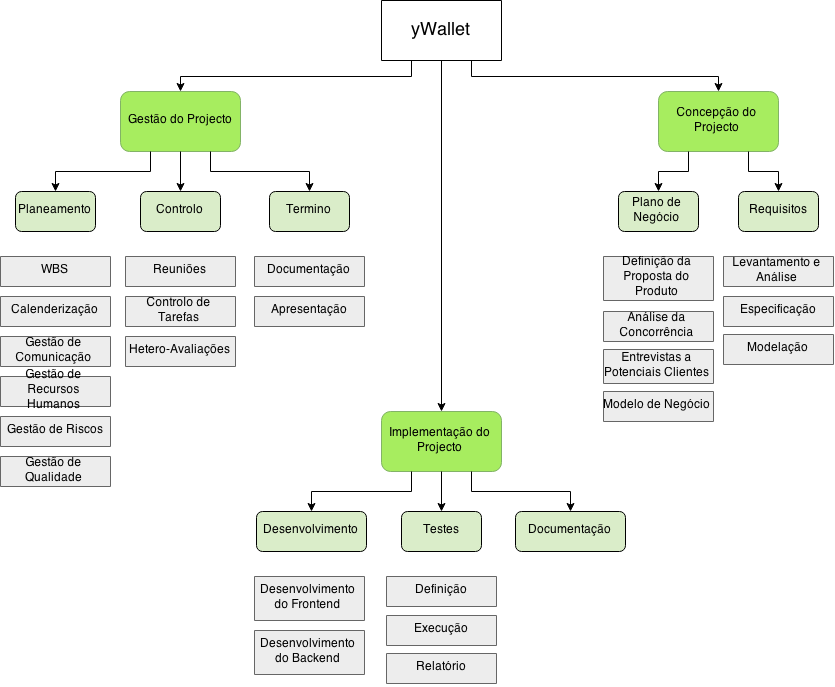 yWallet
Gestão do Projecto
Concepção do
Projecto
Planeamento
Controlo
Termino
Plano de
Negócio
Requisitos
WBS
Calenderização
Gestão de
Comunicação
Gestão de
Recursos
Humanos
Gestão de Riscos
Gestão de
Qualidade
Reuniões
Controlo de
Tarefas
Hetero-Avaliações
Documentação
Apresentação
Definição da
Proposta do
Produto
Análise da
Concorrência
Entrevistas a
Potenciais Clientes
Modelo de Negócio
Levantamento e
Análise
Especificação
Modelação
Implementação do
Projecto
Desenvolvimento
Testes
Documentação
Desenvolvimento
do Frontend
Desenvolvimento
do Backend
Definição
Execução
Relatório